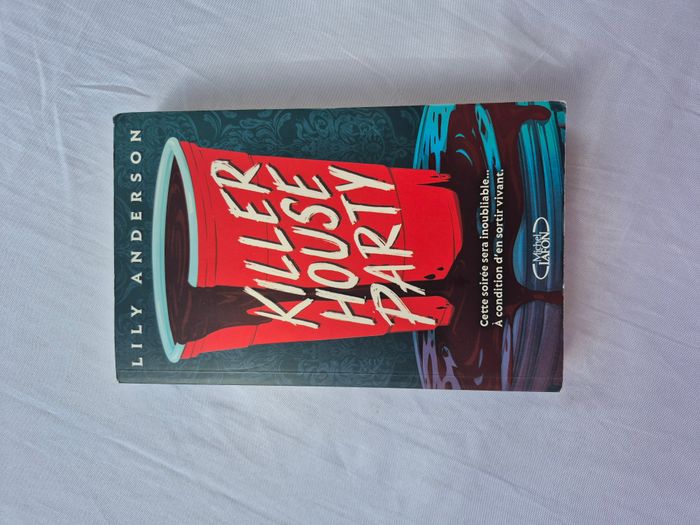 LILY ANDERSON
KILLER
HOUSE
PARTY
Cette soirée sera inoubliable...
À condition d'en sortir vivant.
Michel
LAFON